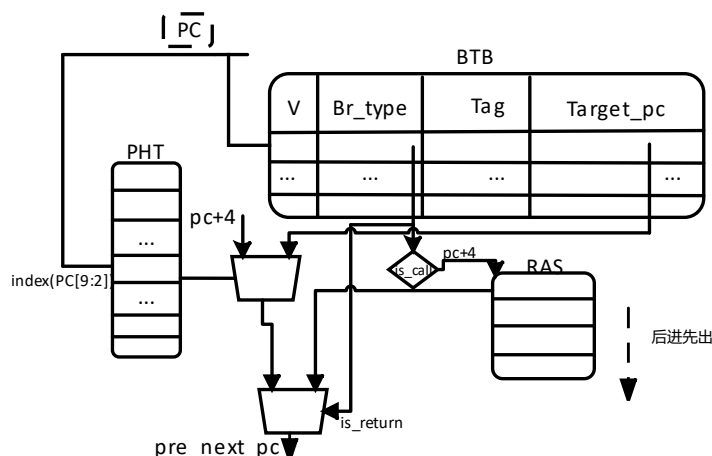 PC
BTB
V Br_type Tag Target_pc
PHT
... ... ... ...
pc+4
...
is_call
pc+4
RAS
index(PC[9:2])
...
后进先出
is_return
pre_next_pc